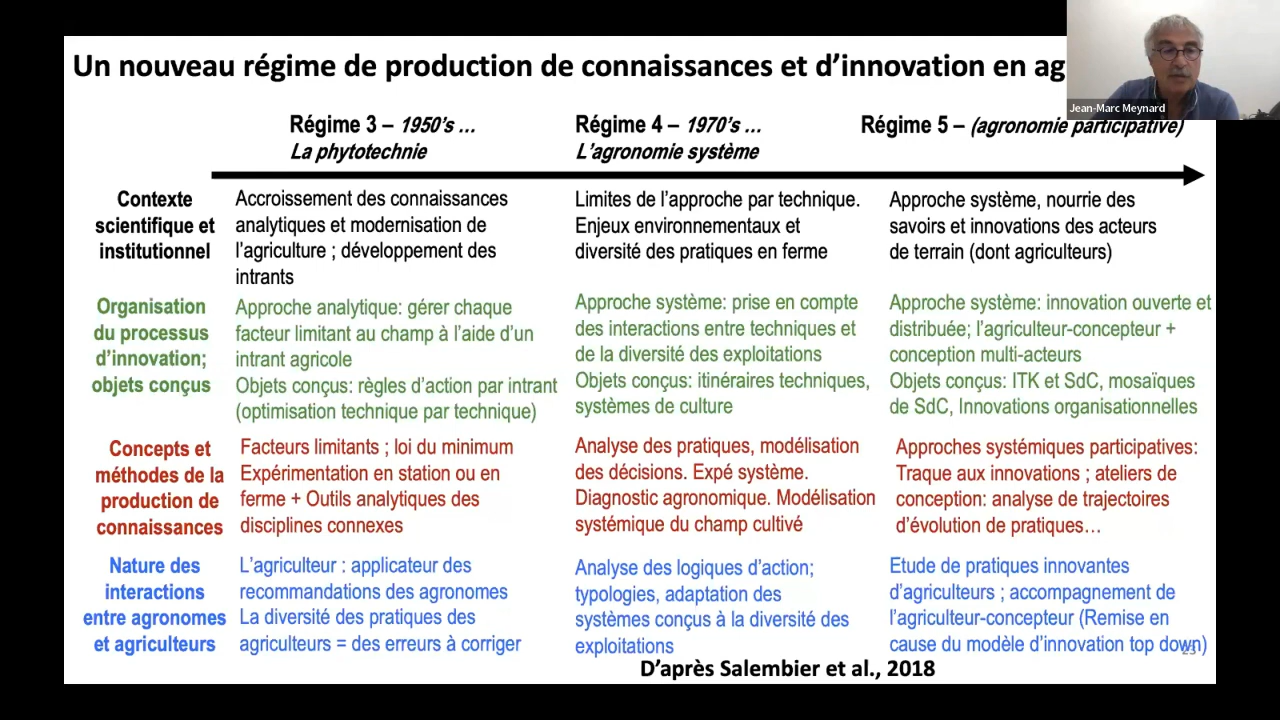 Un nouveau régime de production de connaissances et d'innovation en ag
Jean-Marc Meynard
Régime 3 – 1950's …
La phytotechnie
Régime 4 – 1970's …
L'agronomie système
Régime 5 – (agronomie participative)
Contexte
scientifique et
institutionnel
Accroissement des connaissances
analytiques et modernisation de
l'agriculture ; développement des
intrants
Limites de l'approche par technique.
Enjeux environnementaux et
diversité des pratiques en ferme
Approche système, nourrie des
savoirs et innovations des acteurs
de terrain (dont agriculteurs)
Organisation
du processus
d'innovation;
objets conçus
Approche analytique: gérer chaque
facteur limitant au champ à l'aide d'un
intrant agricole
Objets conçus: règles d'action par intrant
(optimisation technique par technique)
Approche système: prise en compte
des interactions entre techniques et
de la diversité des exploitations
Objets conçus: itinéraires techniques,
systèmes de culture
Approche système: innovation ouverte et
distribuée; l'agriculteur-concepteur +
conception multi-acteurs
Objets conçus: ITK et SdC, mosaïques
de SdC, Innovations organisationnelles
Concepts et
méthodes de la
production de
connaissances
Facteurs limitants ; loi du minimum
Expérimentation en station ou en
ferme + Outils analytiques des
disciplines connexes
Analyse des pratiques, modélisation
des décisions. Expé système.
Diagnostic agronomique. Modélisation
systémique du champ cultivé
Approches systémiques participatives:
Traque aux innovations ; ateliers de
conception: analyse de trajectoires
d'évolution de pratiques…
Nature des
interactions
entre agronomes
et agriculteurs
L'agriculteur : applicateur des
recommandations des agronomes
La diversité des pratiques des
agriculteurs = des erreurs à corriger
Analyse des logiques d'action;
typologies, adaptation des
systèmes conçus à la diversité des
exploitations
Etude de pratiques innovantes
d'agriculteurs ; accompagnement de
l'agriculteur-concepteur (Remise en
cause du modèle d'innovation top down)
D'après Salembier et al., 2018